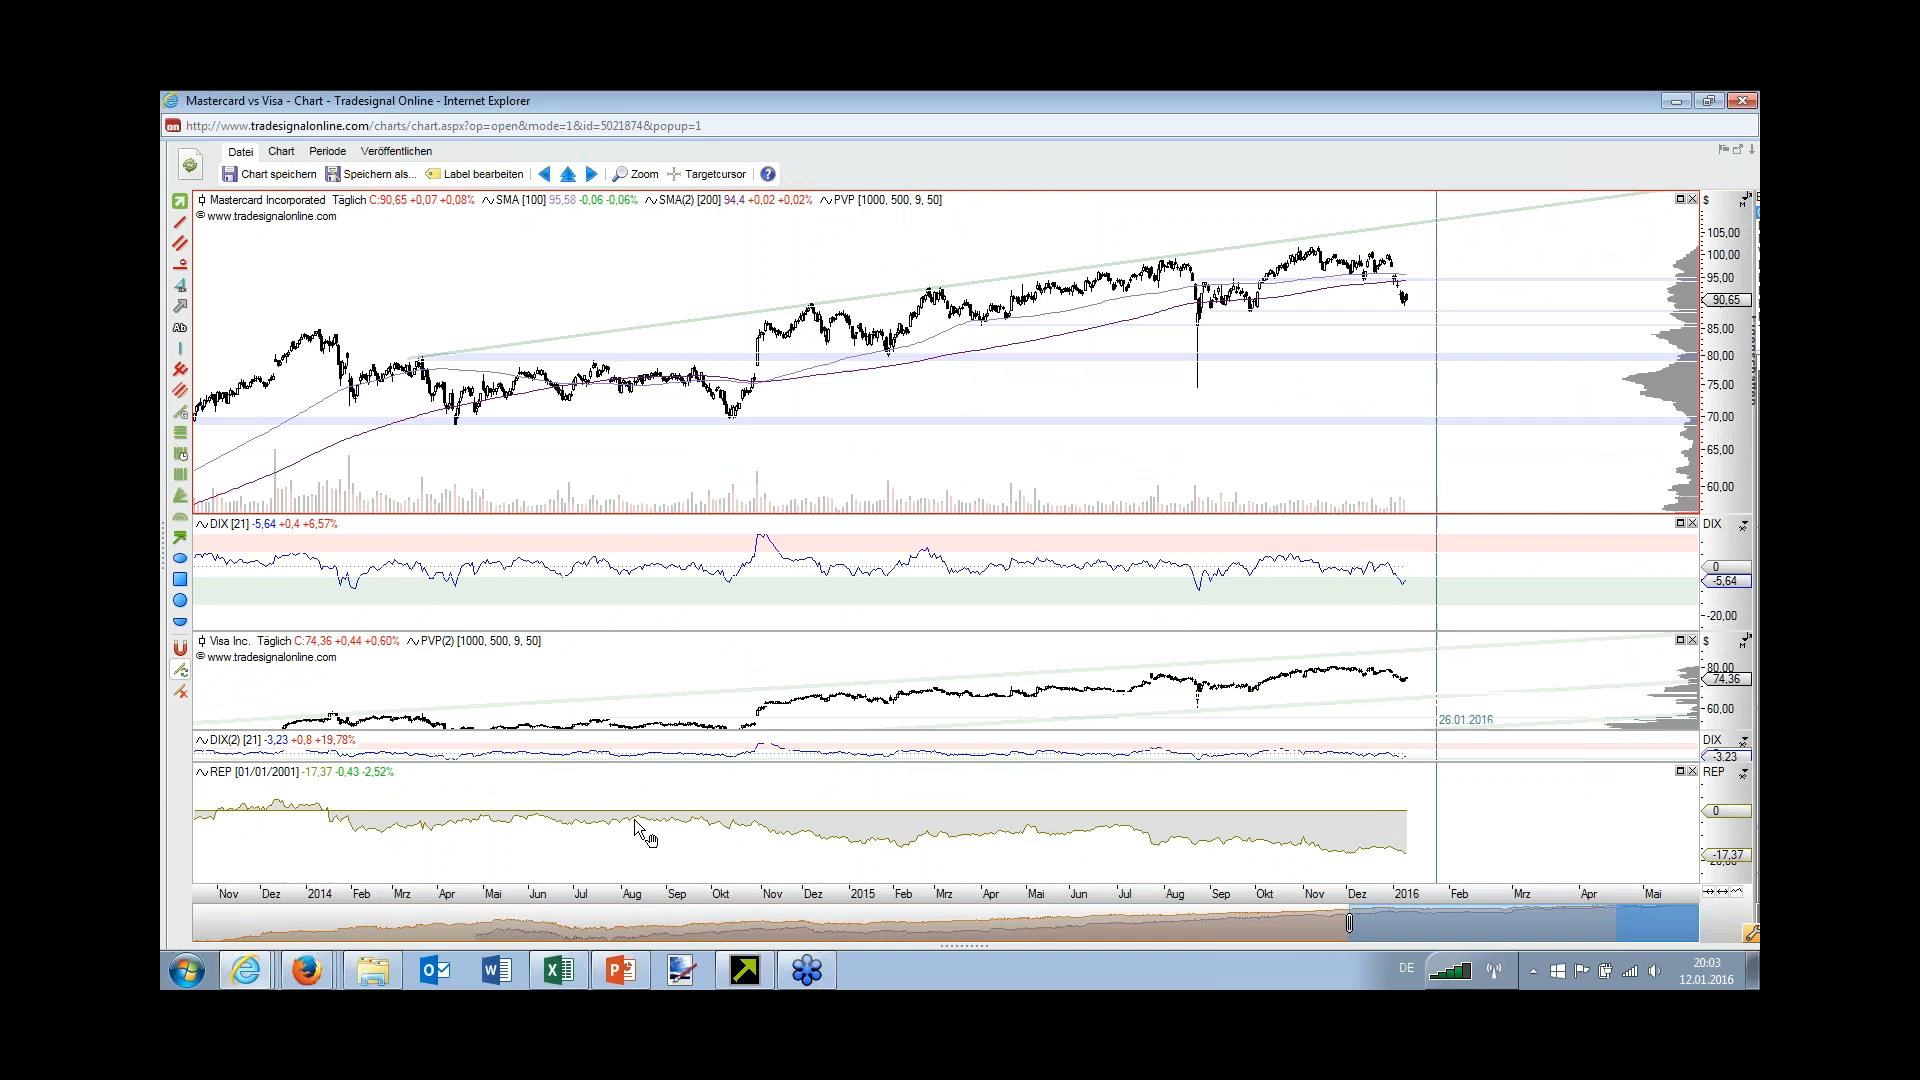 Mastercard vs Visa - Chart - Tradesignal Online - Internet Explorer
on http://www.tradesignalonline.com/charts/chart.aspx?op=open&mode=1&id=5021874&popup=1
Datei Chart Periode Veröffentlichen
Chart speichern Speichern als... Label bearbeiten Zoom Targetcursor ?
Mastercard Incorporated Täglich C:90,65 +0,07 +0,08% SMA [100] 95,58 -0,06 -0,06% SMA(2) [200] 94,4 +0,02 +0,02% PVP [1000, 500, 9, 50] $
© www.tradesignalonline.com
105,00
100,00
95,00
90,65
85,00
80,00
75,00
70,00
65,00
60,00
Ab
DIX [21] -5,64 +0,4 +6,57% DIX
0
-5,64
-20,00
Visa Inc. Täglich C:74,36 +0,44 +0,60% PVP(2) [1000, 500, 9, 50] $
© www.tradesignalonline.com
80,00
74,36
60,00
26.01.2016
DIX(2) [21] -3,23 +0,8 +19,78% DIX
-3,23
REP [01/01/2001] -17,37 -0,43 -2,52% REP
0
-17,37
Nov Dez 2014 Feb Mrz Apr Mai Jun Jul Aug Sep Okt Nov Dez 2015 Feb Mrz Apr Mai Jun Jul Aug Sep Okt Nov Dez 2016 Feb Mrz Apr Mai
DE 20:03
12.01.2016